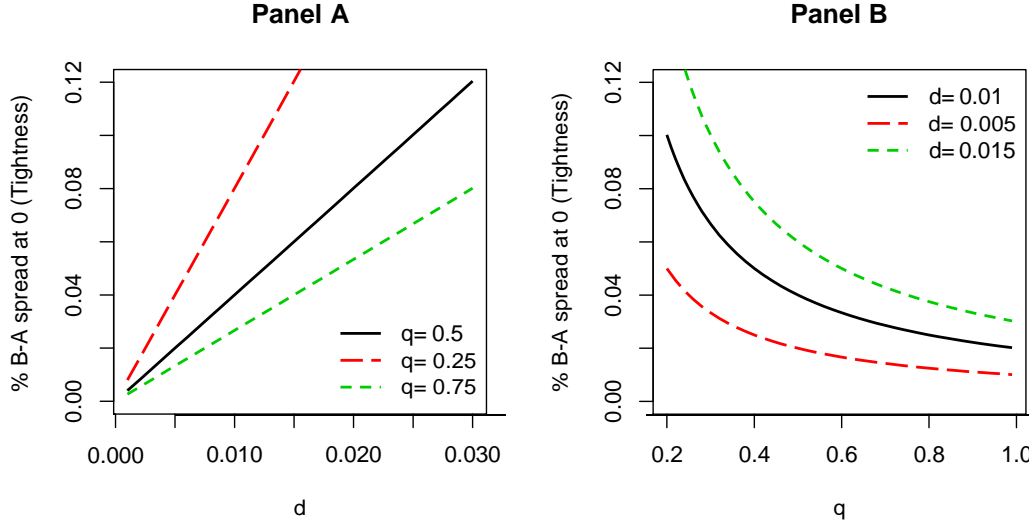 Panel A
% B-A spread at 0 (Tightness)
0.12
0.08
0.04
0.00
q= 0.5
q= 0.25
q= 0.75
0.000 0.010 0.020 0.030
d
Panel B
% B-A spread at 0 (Tightness)
0.12
0.08
0.04
0.00
d= 0.01
d= 0.005
d= 0.015
0.2 0.4 0.6 0.8 1.0
q